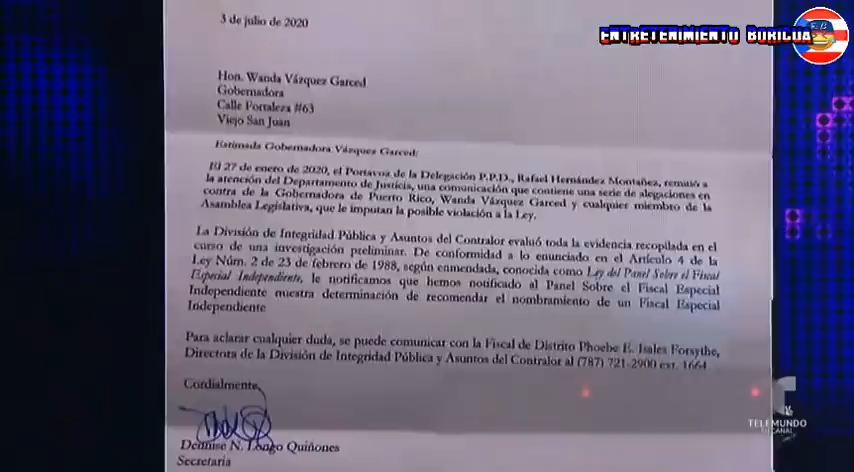 ENTRETENIMIENTO BORICUA
3 de julio de 2020
Hon. Wanda Vázquez Garced
Gobernadora
Calle Fortaleza #63
Viejo San Juan
Estimada Gobernadora Vázquez Garced:
El 27 de enero de 2020, el Portavoz de la Delegación P.P.D., Rafael Hernández Montañez, remitió a
la atención del Departamento de Justicia, una comunicación que contiene una serie de alegaciones en
contra de la Gobernadora de Puerto Rico, Wanda Vázquez Garced y cualquier miembro de la
Asamblea Legislativa, que le imputan la posible violación a la Ley.
La División de Integridad Pública y Asuntos del Contralor evaluó toda la evidencia recopilada en el
curso de una investigación preliminar. De conformidad a lo enunciado en el Artículo 4 de la
Ley Núm. 2 de 23 de febrero de 1988, según enmendada, conocida como Ley del Panel Sobre el Fiscal
Especial Independiente, le notificamos que hemos notificado al Panel Sobre el Fiscal Especial
Independiente nuestra determinación de recomendar el nombramiento de un Fiscal Especial
Independiente
Para aclarar cualquier duda, se puede comunicar con la Fiscal de Distrito Phoebe E. Isales Forsythe,
Directora de la División de Integridad Pública y Asuntos del Contralor al (787) 721-2900 ext. 1664
Cordialmente,
Dennise N. Longo Quiñones
Secretaria
TELEMUNDO